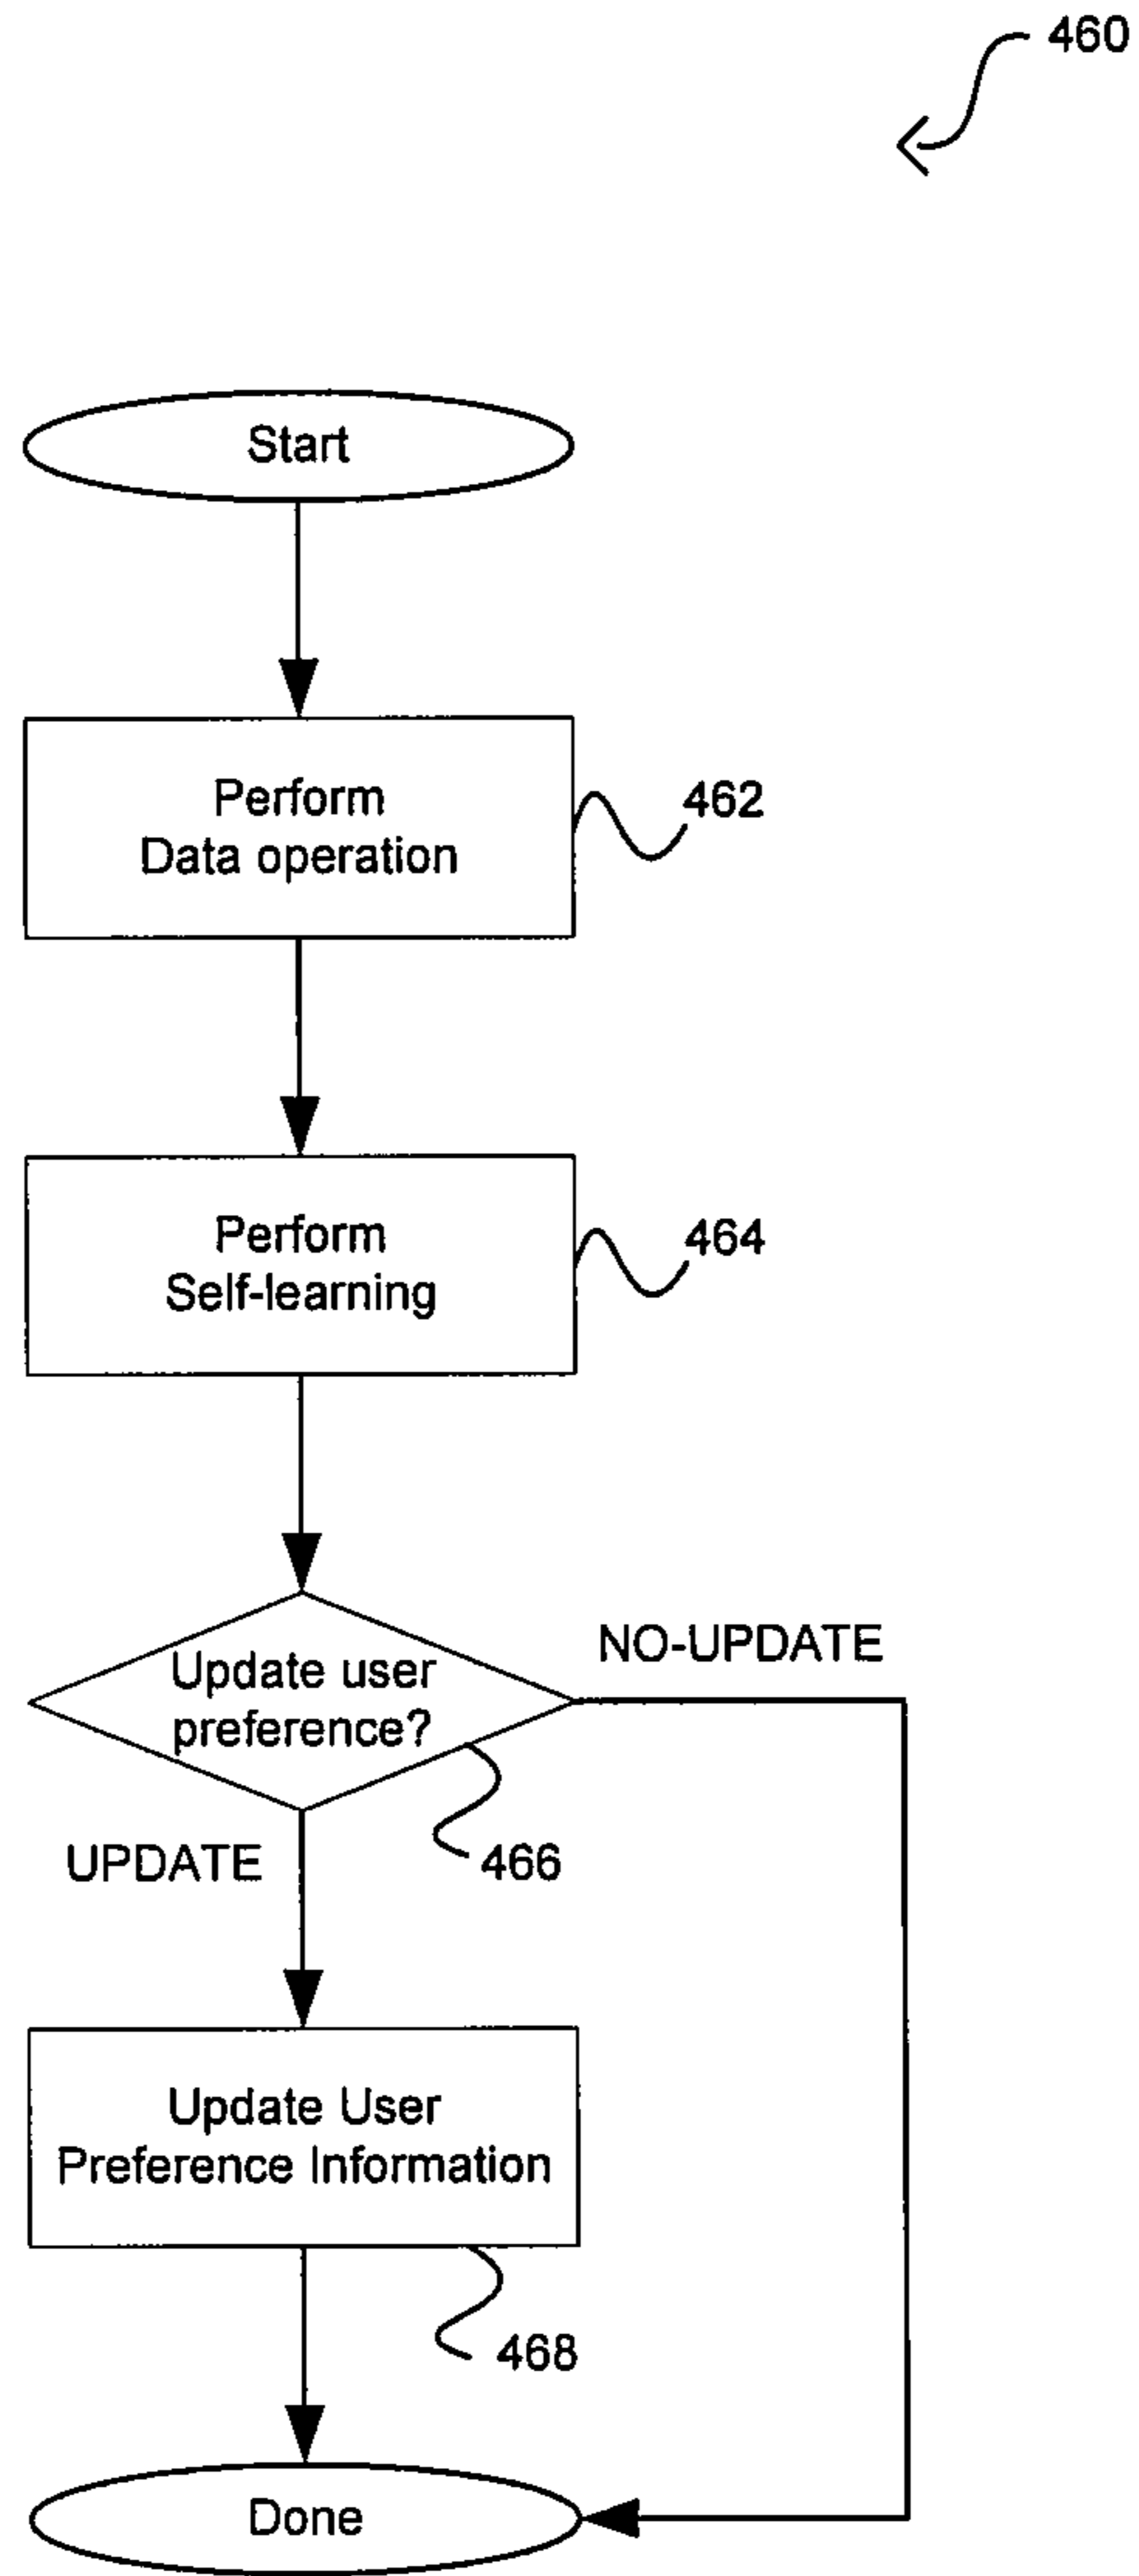 460
Start
Perform
Data operation
462
Perform
Self-learning
464
Update user
preference?
NO-UPDATE
UPDATE
466
Update User
Preference Information
468
Done